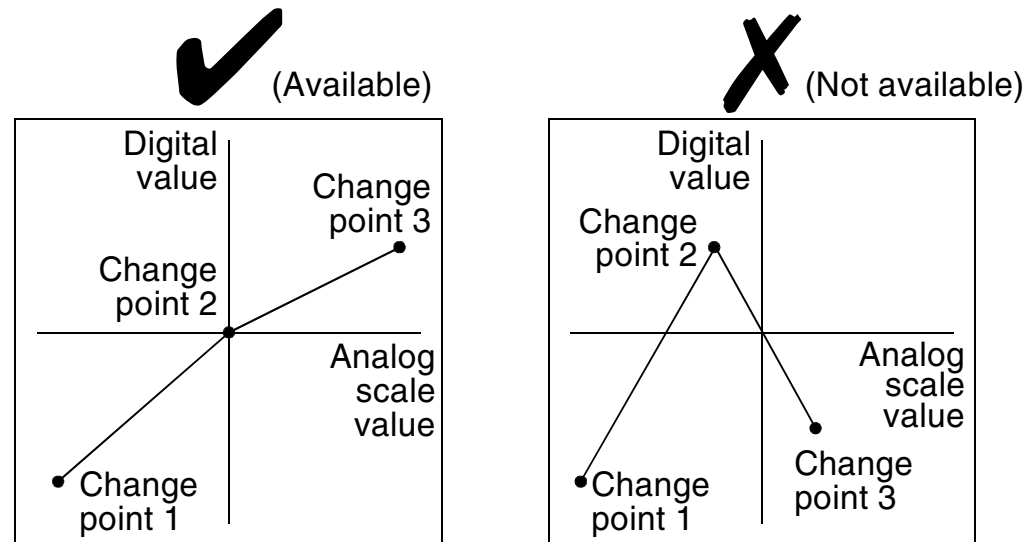 (Available)
Digital
value
Change
point 3
Change
point 2
Analog
scale
value
Change
point 1
(Not available)
Digital
value
Change
point 2
Analog
scale
value
Change
point 3
Change
point 1